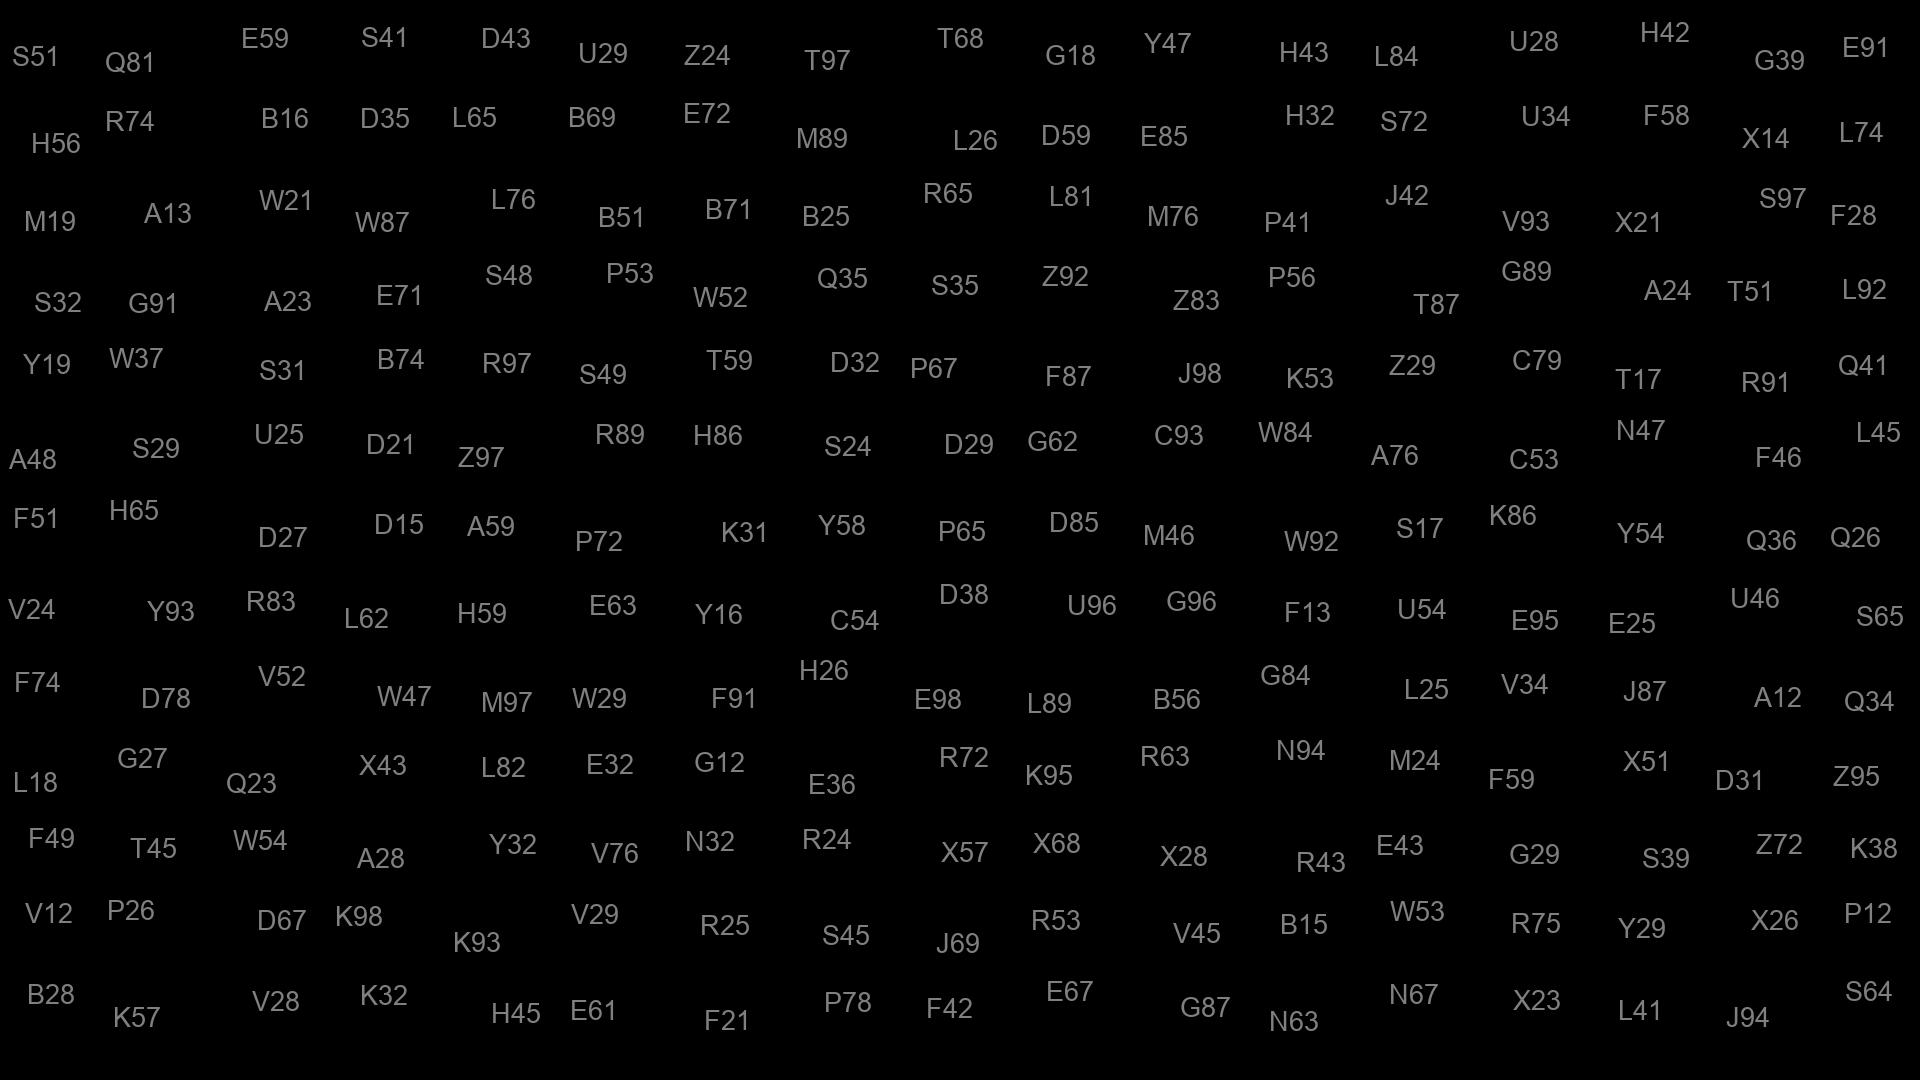 S51 Q81 E59 S41 D43 U29 Z24 T97 T68 G18 Y47 H43 L84 U28 H42 G39 E91
H56 R74 B16 D35 L65 B69 E72 M89 L26 D59 E85 H32 S72 U34 F58 X14 L74
M19 A13 W21 W87 L76 B51 B71 B25 R65 L81 M76 P41 J42 V93 X21 S97 F28
S32 G91 A23 E71 S48 P53 W52 Q35 S35 Z92 Z83 P56 T87 G89 A24 T51 L92
Y19 W37 S31 B74 R97 S49 T59 D32 P67 F87 J98 K53 Z29 C79 T17 R91 Q41
A48 S29 U25 D21 Z97 R89 H86 S24 D29 G62 C93 W84 A76 C53 N47 F46 L45
F51 H65 D27 D15 A59 P72 K31 Y58 P65 D85 M46 W92 S17 K86 Y54 Q36 Q26
V24 Y93 R83 L62 H59 E63 Y16 C54 D38 U96 G96 F13 U54 E95 E25 U46 S65
F74 D78 V52 W47 M97 W29 F91 H26 E98 L89 B56 G84 L25 V34 J87 A12 Q34
L18 G27 Q23 X43 L82 E32 G12 E36 R72 K95 R63 N94 M24 F59 X51 D31 Z95
F49 T45 W54 A28 Y32 V76 N32 R24 X57 X68 X28 R43 E43 G29 S39 Z72 K38
V12 P26 D67 K98 K93 V29 R25 S45 J69 R53 V45 B15 W53 R75 Y29 X26 P12
B28 K57 V28 K32 H45 E61 F21 P78 F42 E67 G87 N63 N67 X23 L41 J94 S64